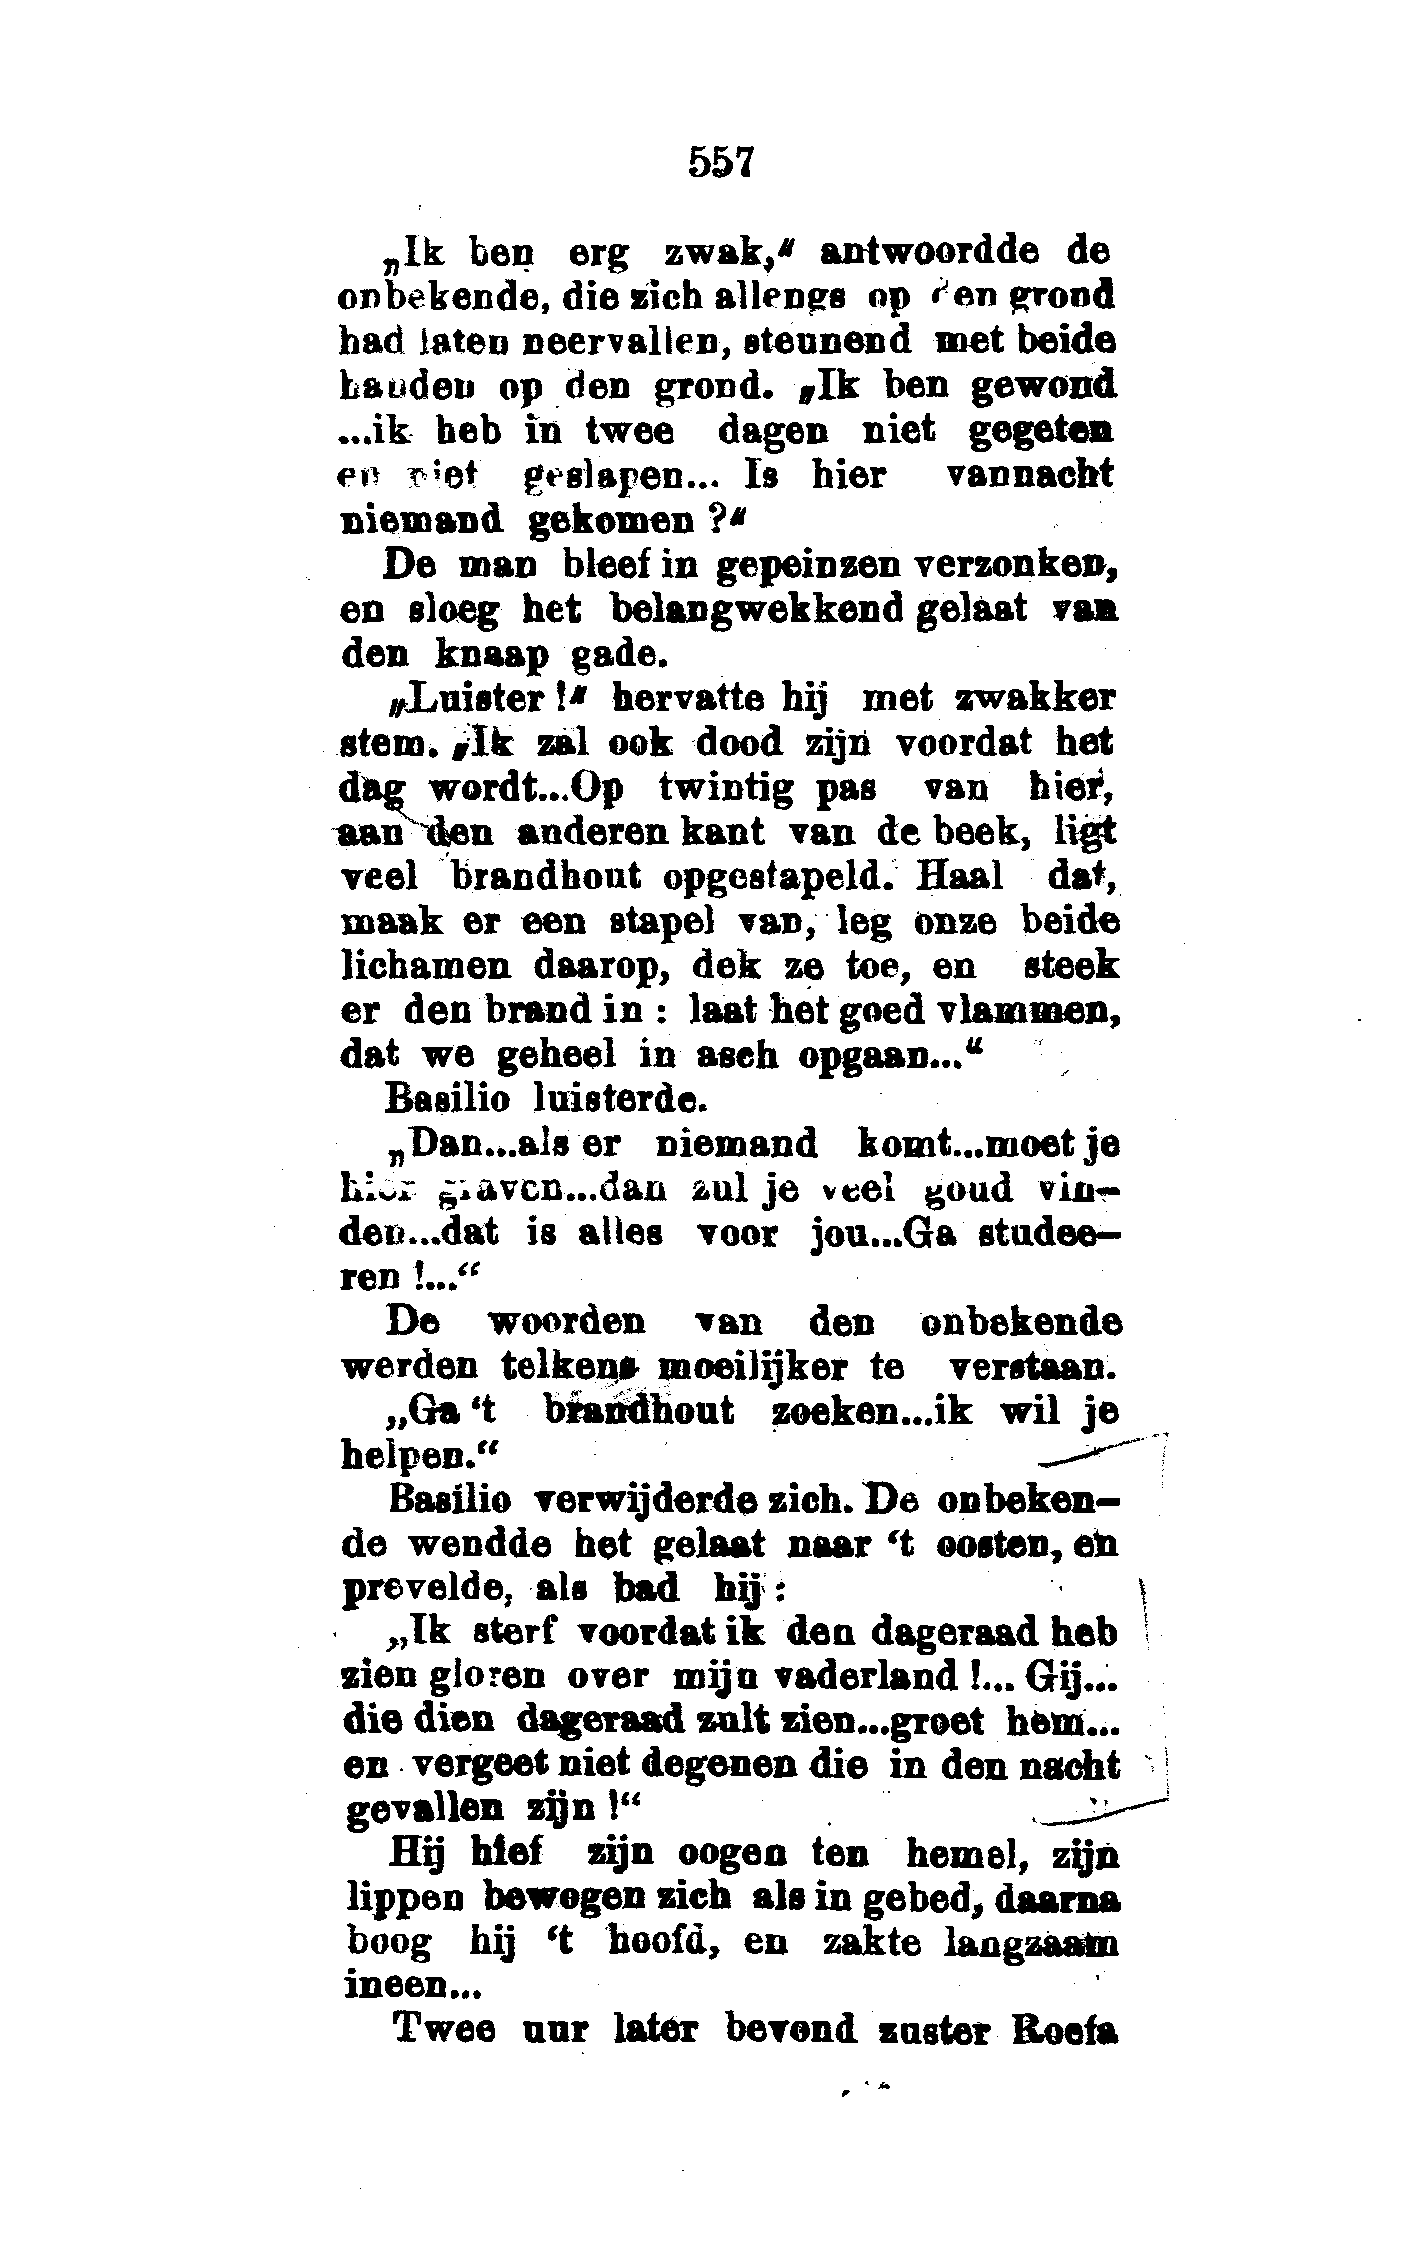 557
„Ik ben erg zwak,“ antwoordde de
onbekende, die zich allengs op den grond
had laten neervallen, steunend met beide
handen op den grond. „Ik ben gewond
...ik heb in twee dagen niet gegeten
en niet geslapen... Is hier vannacht
niemand gekomen ?“
De man bleef in gepeinzen verzonken,
en sloeg het belangwekkend gelaat van
den knaap gade.
„Luister !“ hervatte hij met zwakker
stem. „Ik zal ook dood zijn voordat het
dag wordt...Op twintig pas van hier,
aan den anderen kant van de beek, ligt
veel brandhout opgestapeld. Haal dat,
maak er een stapel van, leg onze beide
lichamen daarop, dek ze toe, en steek
er den brand in : laat het goed vlammen,
dat we geheel in asch opgaan...“
Basilio luisterde.
„Dan...als er niemand komt...moet je
hier graven...dan zul je veel goud vin-
den...dat is alles voor jou...Ga studee-
ren !...“
De woorden van den onbekende
werden telkens moeilijker te verstaan.
„Ga ‘t brandhout zoeken...ik wil je
helpen.“
Basilio verwijderde zich. De onbeken-
de wendde het gelaat naar ‘t oosten, en
prevelde, als bad hij :
„Ik sterf voordat ik den dageraad heb
zien gloren over mijn vaderland !... Gij...
die dien dageraad zult zien...groet hem...
en vergeet niet degenen die in den nacht
gevallen zijn !“
Hij hief zijn oogen ten hemel, zijn
lippen bewogen zich als in gebed, daarna
boog hij ‘t hoofd, en zakte langzaam
ineen...
Twee uur later bevond zuster Roefa